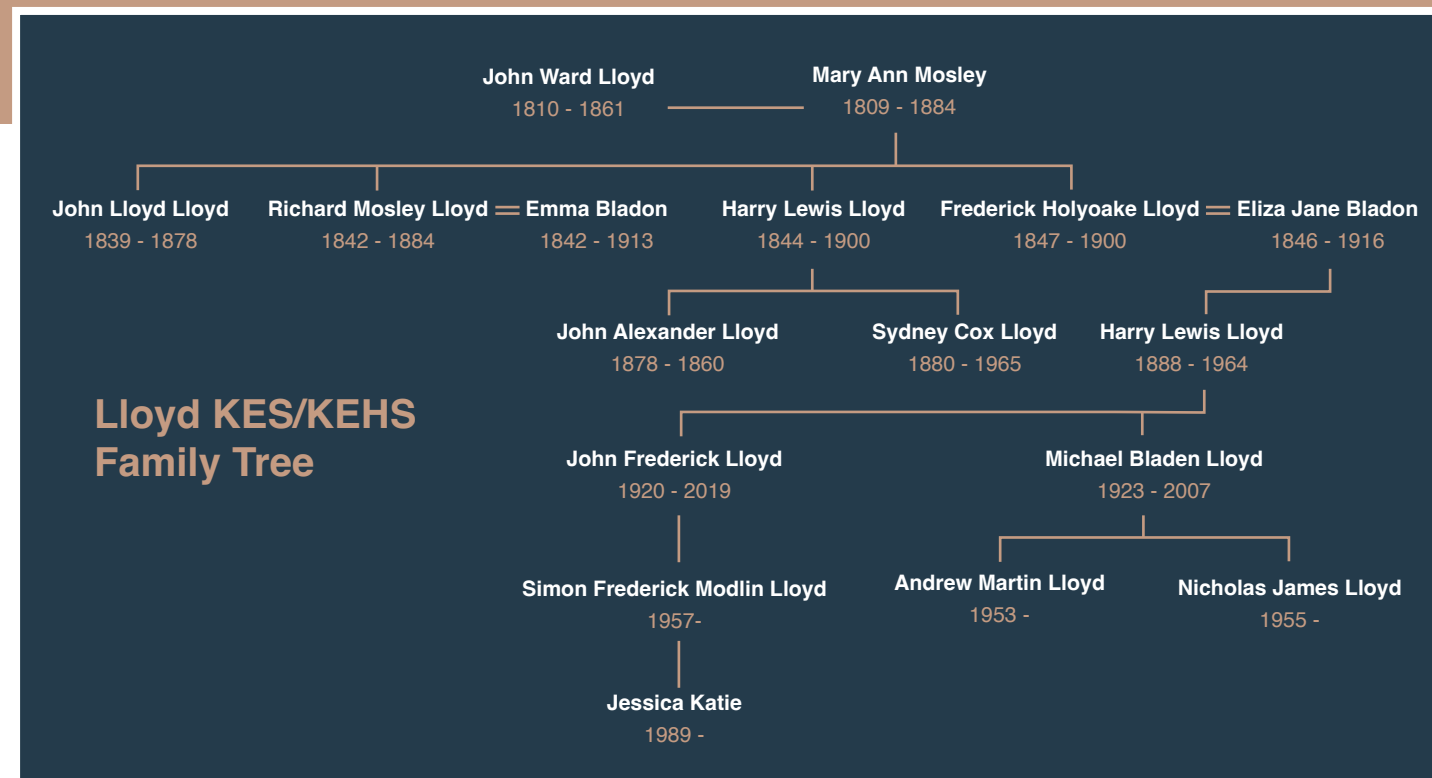 John Ward Lloyd
1810 - 1861
Mary Ann Mosley
1809 - 1884
John Lloyd Lloyd
1839 - 1878
Richard Mosley Lloyd
1842 - 1884
Emma Bladon
1842 - 1913
Harry Lewis Lloyd
1844 - 1900
Frederick Holyoake Lloyd
1847 - 1900
Eliza Jane Bladon
1846 - 1916
John Alexander Lloyd
1878 - 1860
Sydney Cox Lloyd
1880 - 1965
Harry Lewis Lloyd
1888 - 1964
Lloyd KES/KEHS
Family Tree
John Frederick Lloyd
1920 - 2019
Michael Bladen Lloyd
1923 - 2007
Simon Frederick Modlin Lloyd
1957-
Andrew Martin Lloyd
1953 -
Nicholas James Lloyd
1955 -
Jessica Katie
1989 -